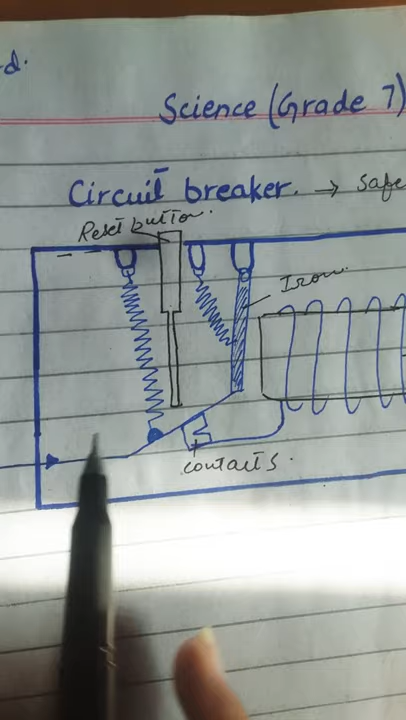 d.
Science (Grade 7)
Circuit breaker. → Safe
Reset button.
Iron.
contacts.